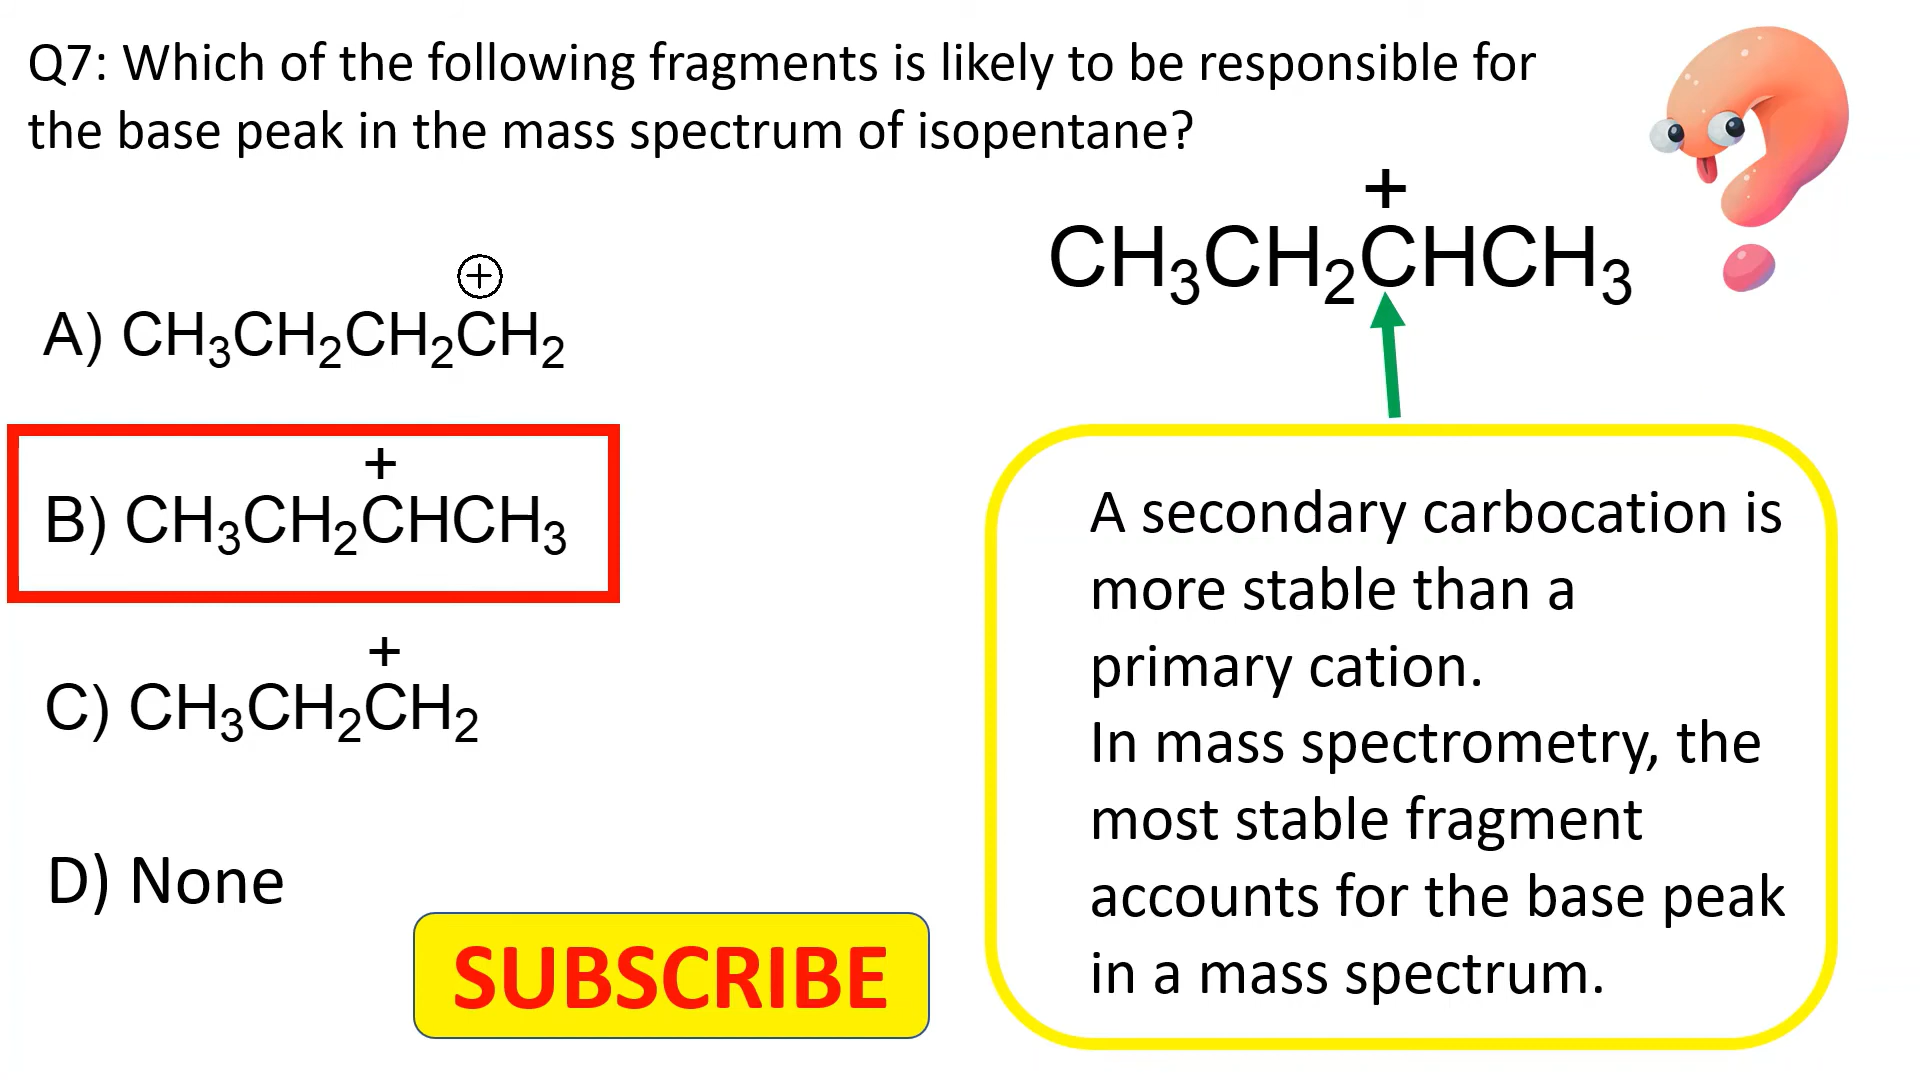 Q7: Which of the following fragments is likely to be responsible for
the base peak in the mass spectrum of isopentane?
⊕
A) CH₃CH₂CH₂CH₂
+
B) CH₃CH₂CHCH₃
+
C) CH₃CH₂CH₂
D) None
SUBSCRIBE
+
CH₃CH₂CHCH₃
A secondary carbocation is
more stable than a
primary cation.
In mass spectrometry, the
most stable fragment
accounts for the base peak
in a mass spectrum.